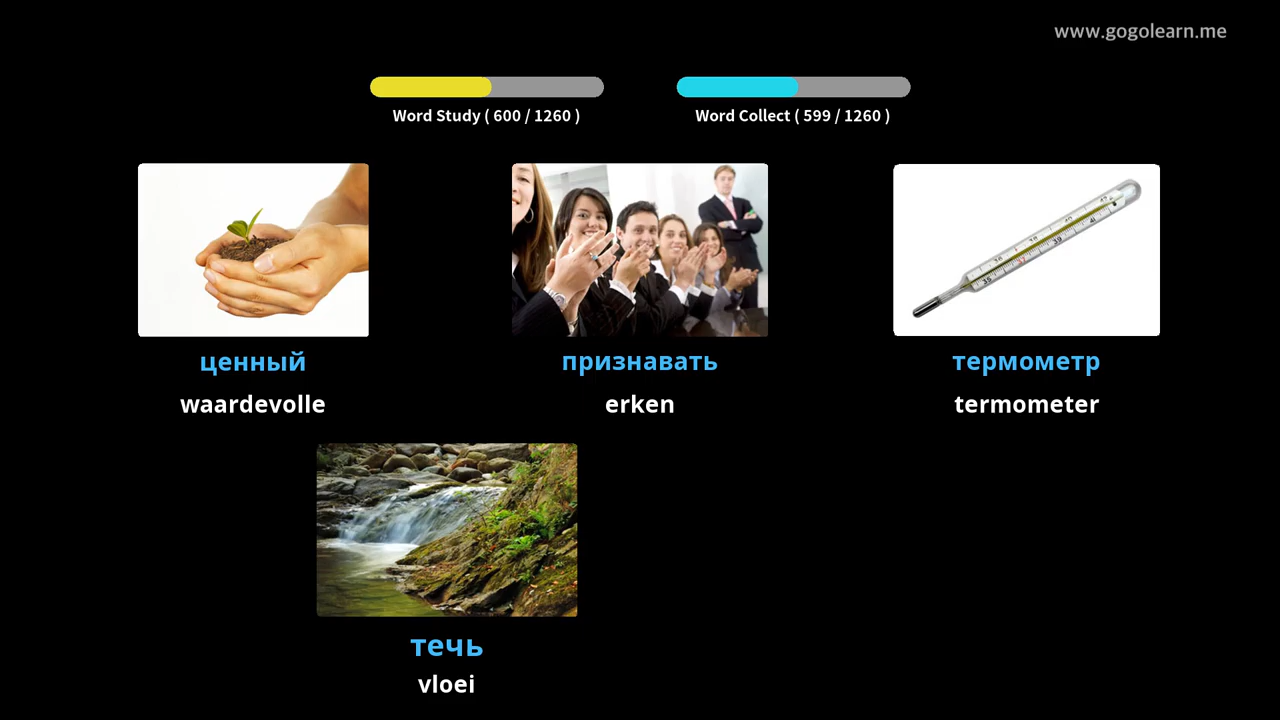 www.gogolearn.me
Word Study ( 600 / 1260 )
Word Collect ( 599 / 1260 )
ценный
признавать
термометр
waardevolle
erken
termometer
течь
vloei